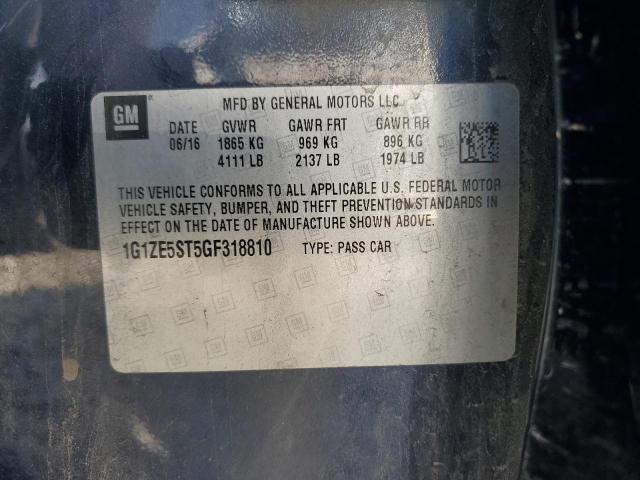 GM
MFD BY GENERAL MOTORS LLC
DATE GVWR GAWR FRT GAWR RR
06/16 1865 KG 969 KG 896 KG
4111 LB 2137 LB 1974 LB
THIS VEHICLE CONFORMS TO ALL APPLICABLE U.S. FEDERAL MOTOR
VEHICLE SAFETY, BUMPER, AND THEFT PREVENTION STANDARDS IN
EFFECT ON THE DATE OF MANUFACTURE SHOWN ABOVE.
1G1ZE5ST5GF318810 TYPE: PASS CAR